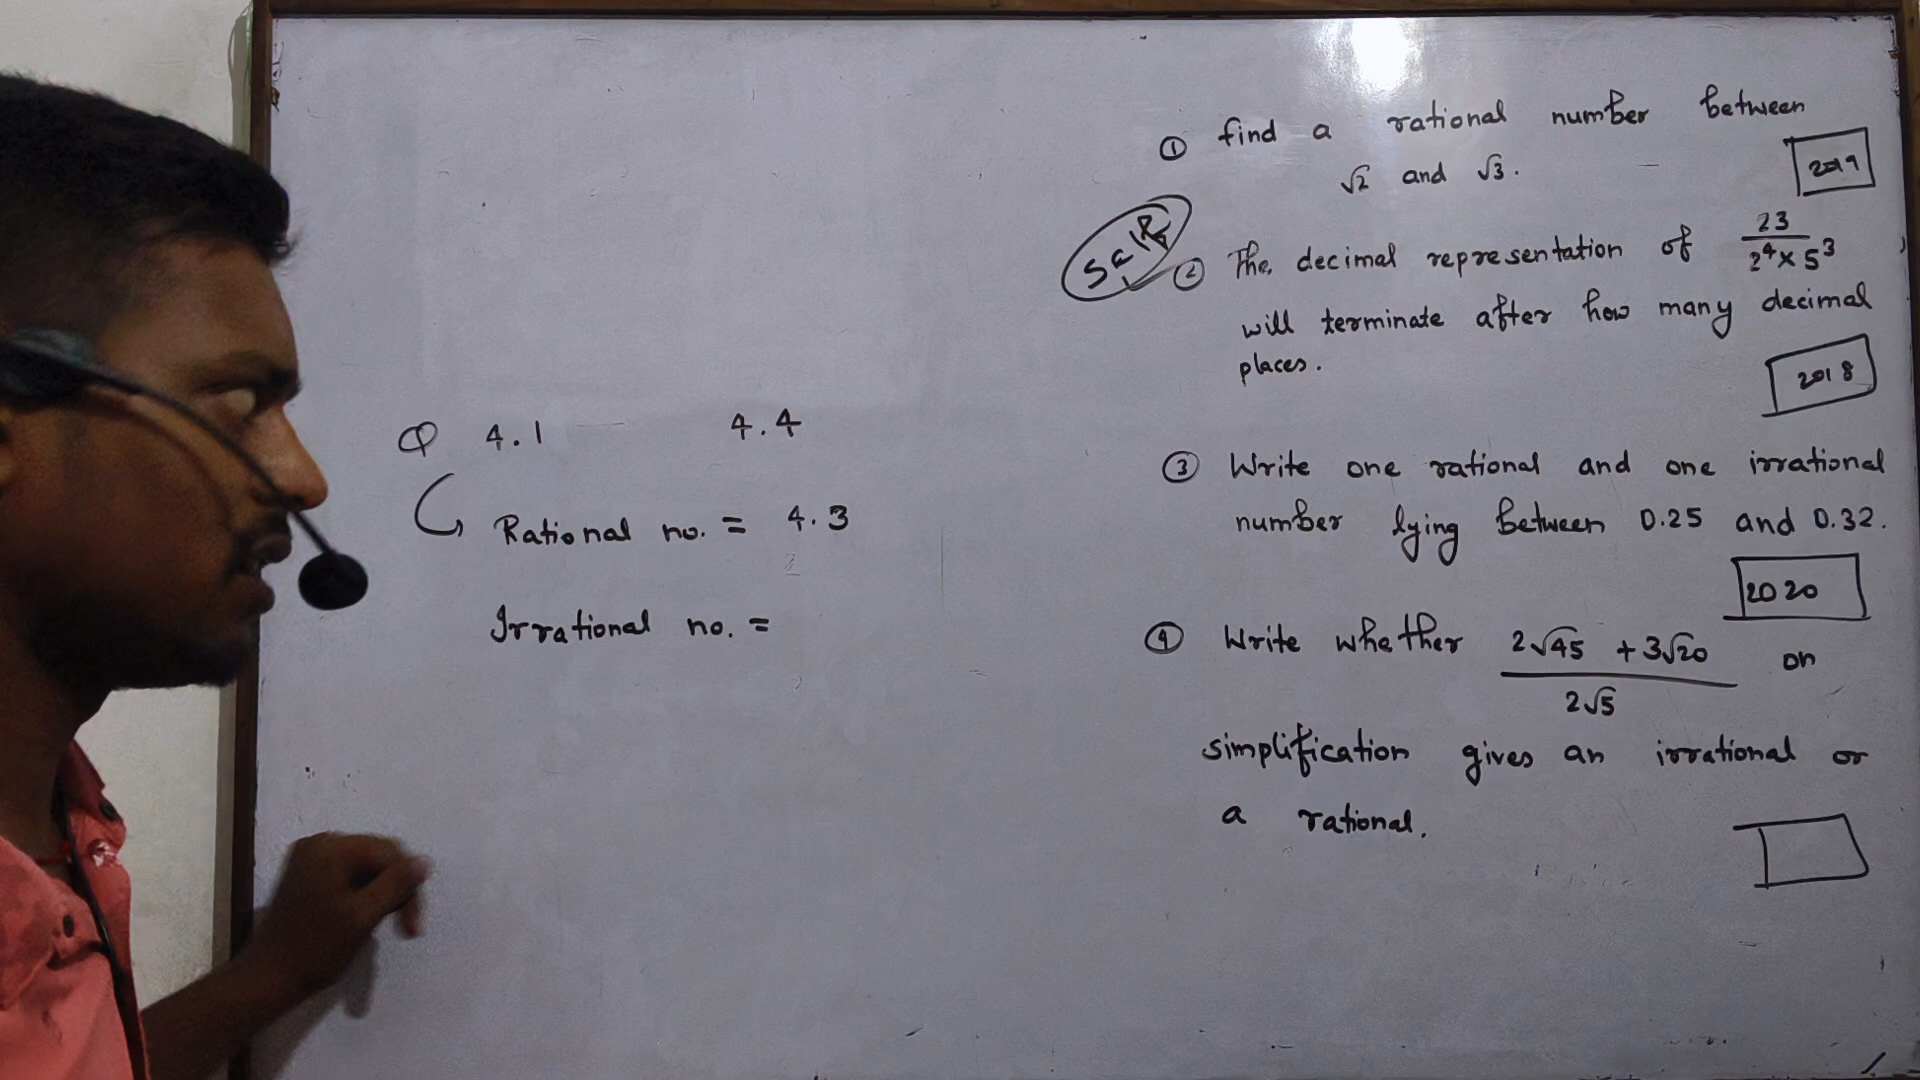 Q 4.1 4.4
Rational no. = 4.3
Irrational no. =
① find a rational number between
√2 and √3.
2019
Self
② The decimal representation of 23/2⁴×5³
will terminate after how many decimal
places.
2018
③ Write one rational and one irrational
number lying between 0.25 and 0.32.
2020
④ Write whether 2√45 + 3√20 / 2√5 on
simplification gives an irrational or
a rational.